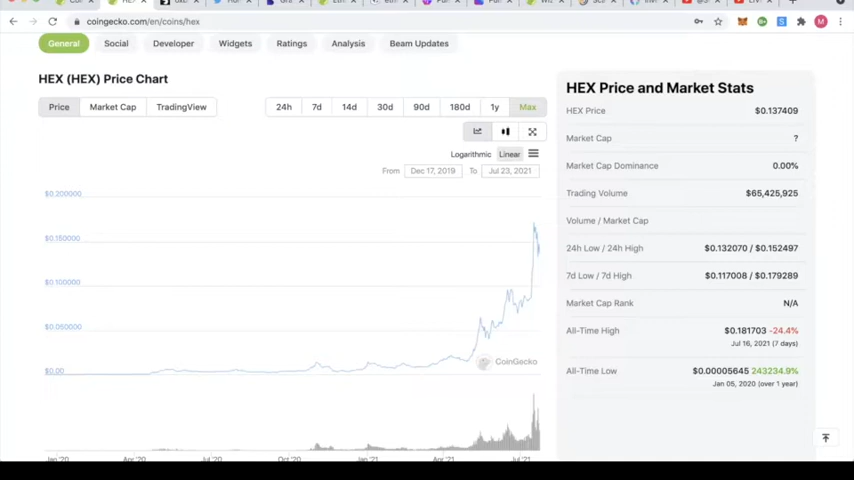 HEX
coingecko.com/en/coins/hex
General Social Developer Widgets Ratings Analysis Beam Updates
HEX (HEX) Price Chart
Price Market Cap TradingView 24h 7d 14d 30d 90d 180d 1y Max
Logarithmic Linear
From Dec 17, 2019 To Jul 23, 2021
$0.200000
$0.150000
$0.100000
$0.050000
$0.00
CoinGecko
Jan '20 Apr '20 Jul '20 Oct '20 Jan '21 Apr '21 Jul '21
HEX Price and Market Stats
HEX Price $0.137409
Market Cap ?
Market Cap Dominance 0.00%
Trading Volume $65,425,925
Volume / Market Cap
24h Low / 24h High $0.132070 / $0.152497
7d Low / 7d High $0.117008 / $0.179289
Market Cap Rank N/A
All-Time High $0.181703 -24.4%
Jul 16, 2021 (7 days)
All-Time Low $0.00005645 243234.9%
Jan 05, 2020 (over 1 year)